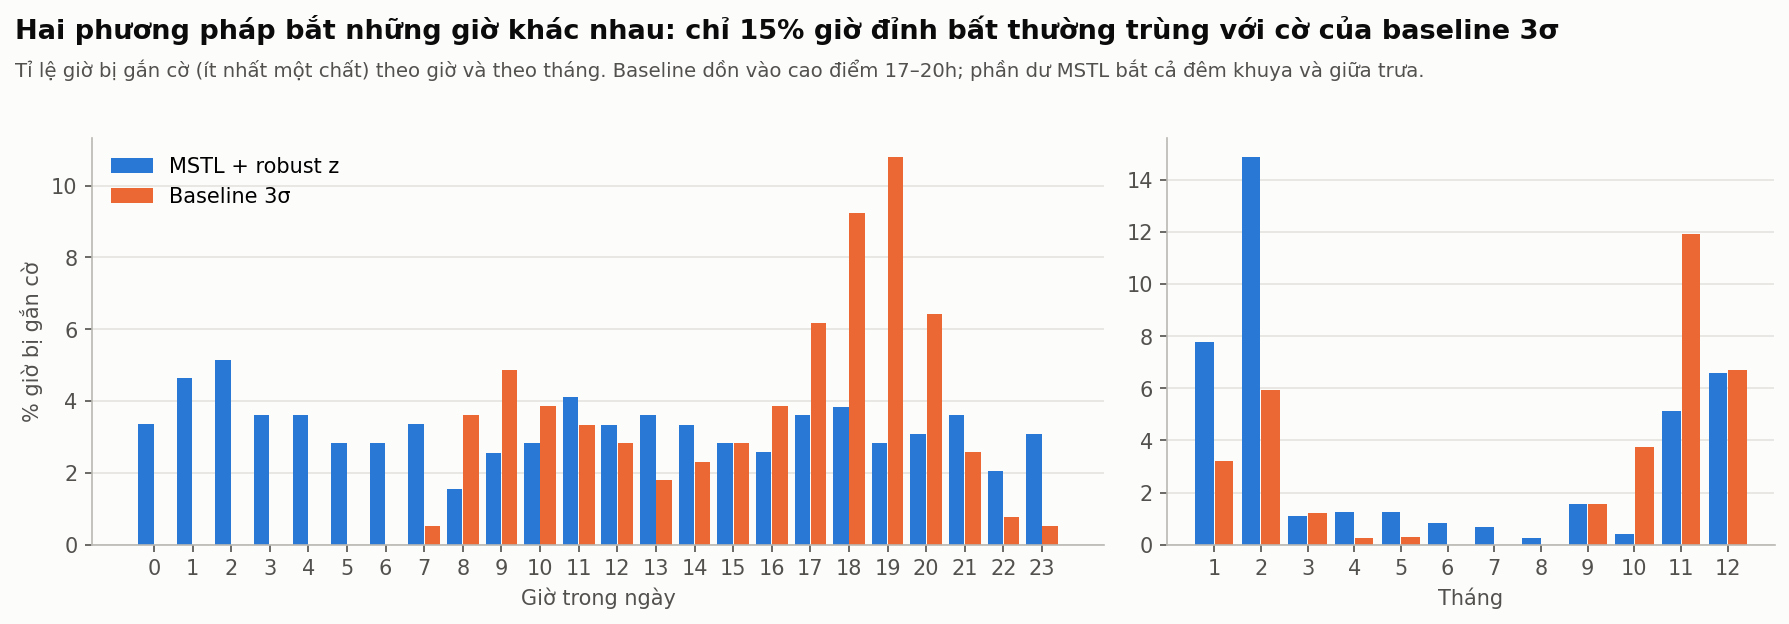 Hai phương pháp bắt những giờ khác nhau: chỉ 15% giờ đỉnh bất thường trùng với cờ của baseline 3σ
Tỉ lệ giờ bị gắn cờ (ít nhất một chất) theo giờ và theo tháng. Baseline dồn vào cao điểm 17–20h; phần dư MSTL bắt cả đêm khuya và giữa trưa.
MSTL + robust z
Baseline 3σ
% giờ bị gắn cờ
10
8
6
4
2
0
0 1 2 3 4 5 6 7 8 9 10 11 12 13 14 15 16 17 18 19 20 21 22 23
Giờ trong ngày
14
12
10
8
6
4
2
0
1 2 3 4 5 6 7 8 9 10 11 12
Tháng